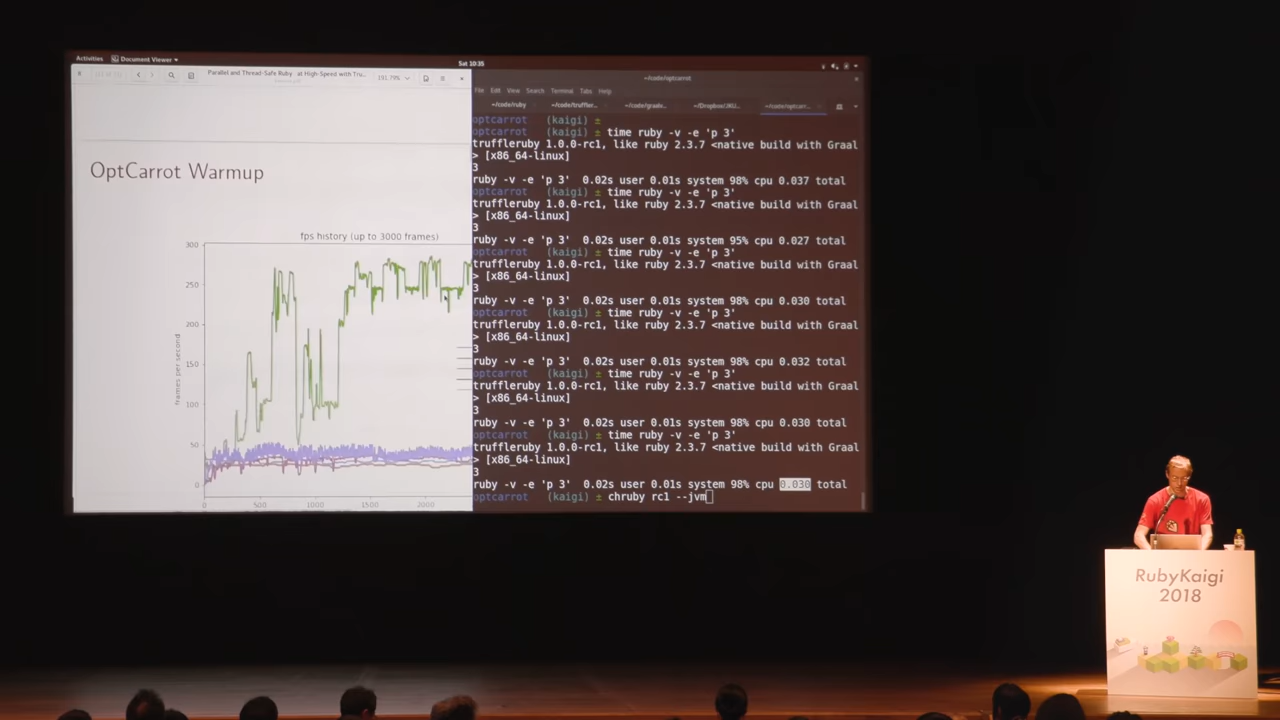 Activities Document Viewer
Sat 10:35
Parallel and Thread-Safe Ruby at High-Speed with Tru...
191.79%
OptCarrot Warmup
fps history (up to 3000 frames)
frames per second
300
250
200
150
100
50
0
0 500 1000 1500 2000
~/code/optcarrot
File Edit View Search Terminal Tabs Help
~/code/ruby ~/code/truffler... ~/code/graalo... ~/Dropbox/JKU... ~/code/optcarr...
optcarrot (kaigi) ±
optcarrot (kaigi) ± time ruby -v -e 'p 3'
truffleruby 1.0.0-rc1, like ruby 2.3.7 <native build with Graal
> [x86_64-linux]
3
ruby -v -e 'p 3' 0.02s user 0.01s system 98% cpu 0.037 total
optcarrot (kaigi) ± time ruby -v -e 'p 3'
truffleruby 1.0.0-rc1, like ruby 2.3.7 <native build with Graal
> [x86_64-linux]
3
ruby -v -e 'p 3' 0.02s user 0.01s system 95% cpu 0.027 total
optcarrot (kaigi) ± time ruby -v -e 'p 3'
truffleruby 1.0.0-rc1, like ruby 2.3.7 <native build with Graal
> [x86_64-linux]
3
ruby -v -e 'p 3' 0.02s user 0.01s system 98% cpu 0.030 total
optcarrot (kaigi) ± time ruby -v -e 'p 3'
truffleruby 1.0.0-rc1, like ruby 2.3.7 <native build with Graal
> [x86_64-linux]
3
ruby -v -e 'p 3' 0.02s user 0.01s system 98% cpu 0.032 total
optcarrot (kaigi) ± time ruby -v -e 'p 3'
truffleruby 1.0.0-rc1, like ruby 2.3.7 <native build with Graal
> [x86_64-linux]
3
ruby -v -e 'p 3' 0.02s user 0.01s system 98% cpu 0.030 total
optcarrot (kaigi) ± time ruby -v -e 'p 3'
truffleruby 1.0.0-rc1, like ruby 2.3.7 <native build with Graal
> [x86_64-linux]
3
ruby -v -e 'p 3' 0.02s user 0.01s system 98% cpu 0.030 total
optcarrot (kaigi) ± chruby rc1 --jvm
RubyKaigi
2018